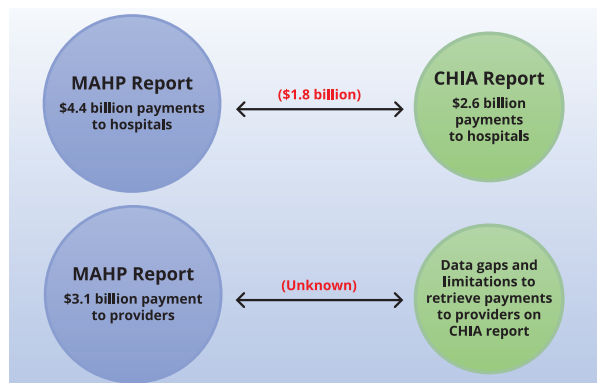 MAHP Report
$4.4 billion payments
to hospitals
($1.8 billion)
CHIA Report
$2.6 billion
payments
to hospitals
MAHP Report
$3.1 billion payment
to providers
(Unknown)
Data gaps and
limitations to
retrieve payments
to providers on
CHIA report